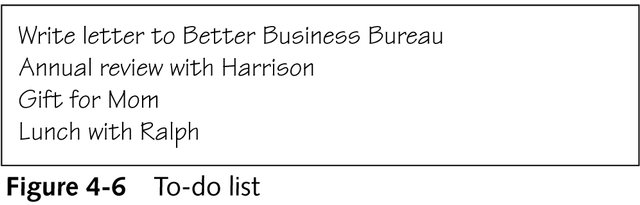 Write letter to Better Business Bureau
Annual review with Harrison
Gift for Mom
Lunch with Ralph
Figure 4-6 To-do list